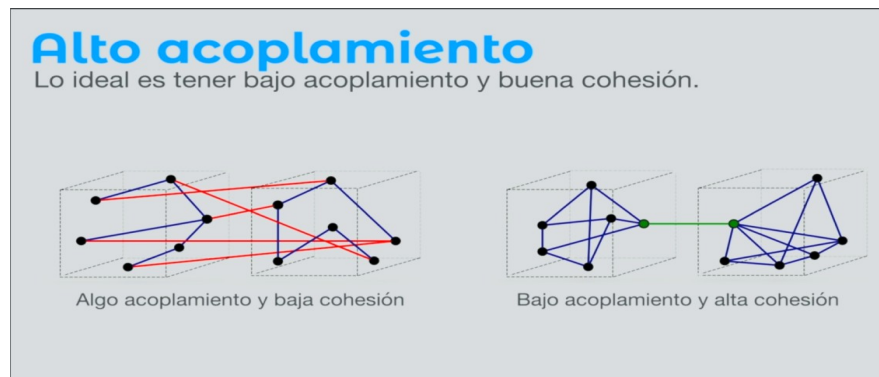 Alto acoplamiento
Lo ideal es tener bajo acoplamiento y buena cohesión.
Algo acoplamiento y baja cohesión
Bajo acoplamiento y alta cohesión